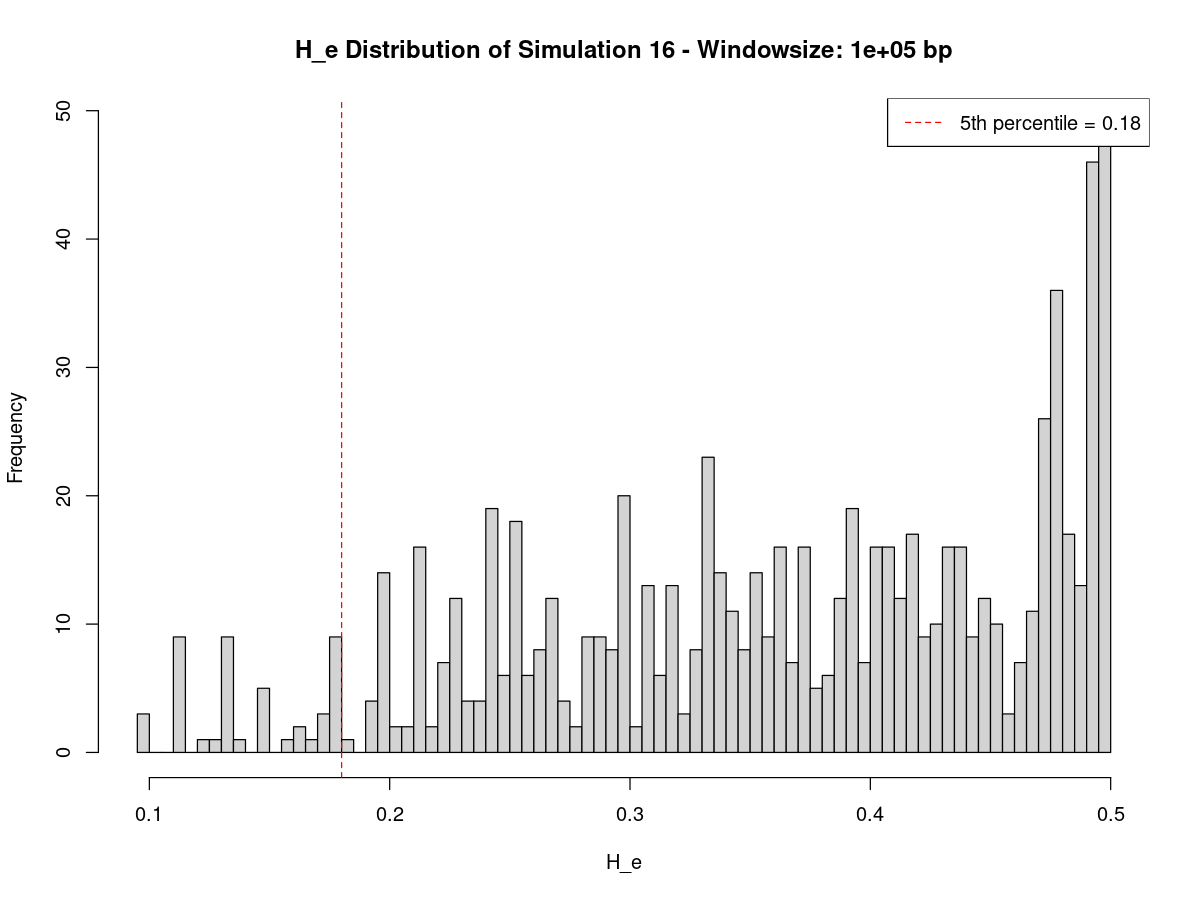 H_e Distribution of Simulation 16 - Windowsize: 1e+05 bp
5th percentile = 0.18
Frequency
50
40
30
20
10
0
0.1 0.2 0.3 0.4 0.5
H_e